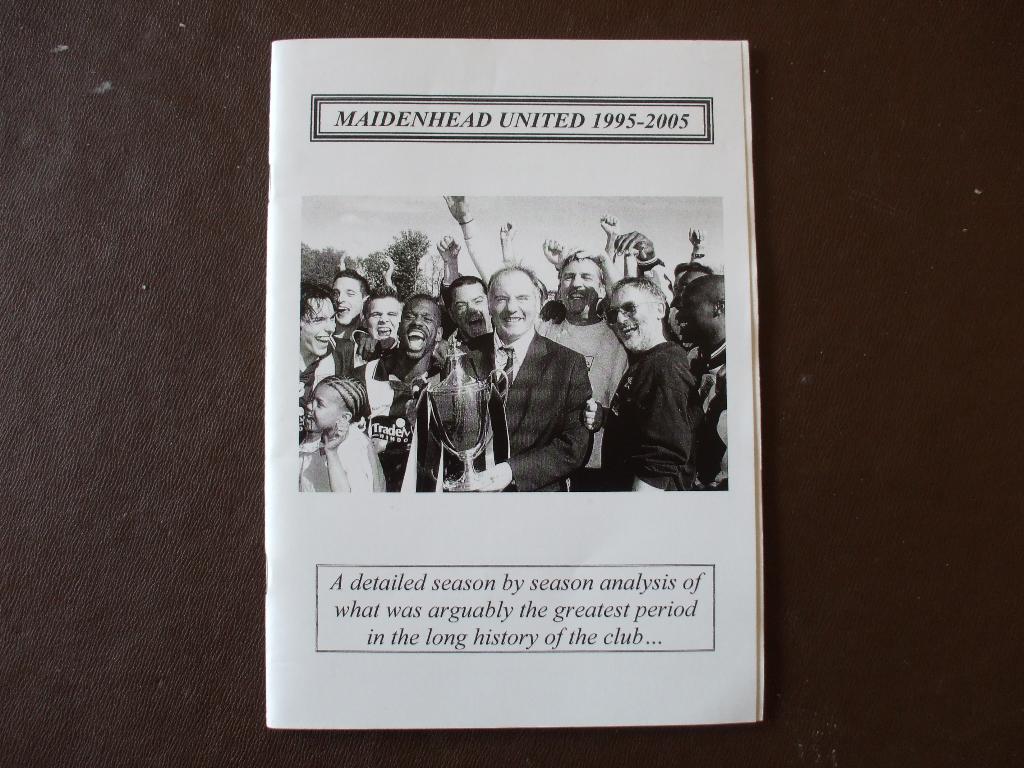 MAIDENHEAD UNITED 1995-2005
A detailed season by season analysis of
what was arguably the greatest period
in the long history of the club...